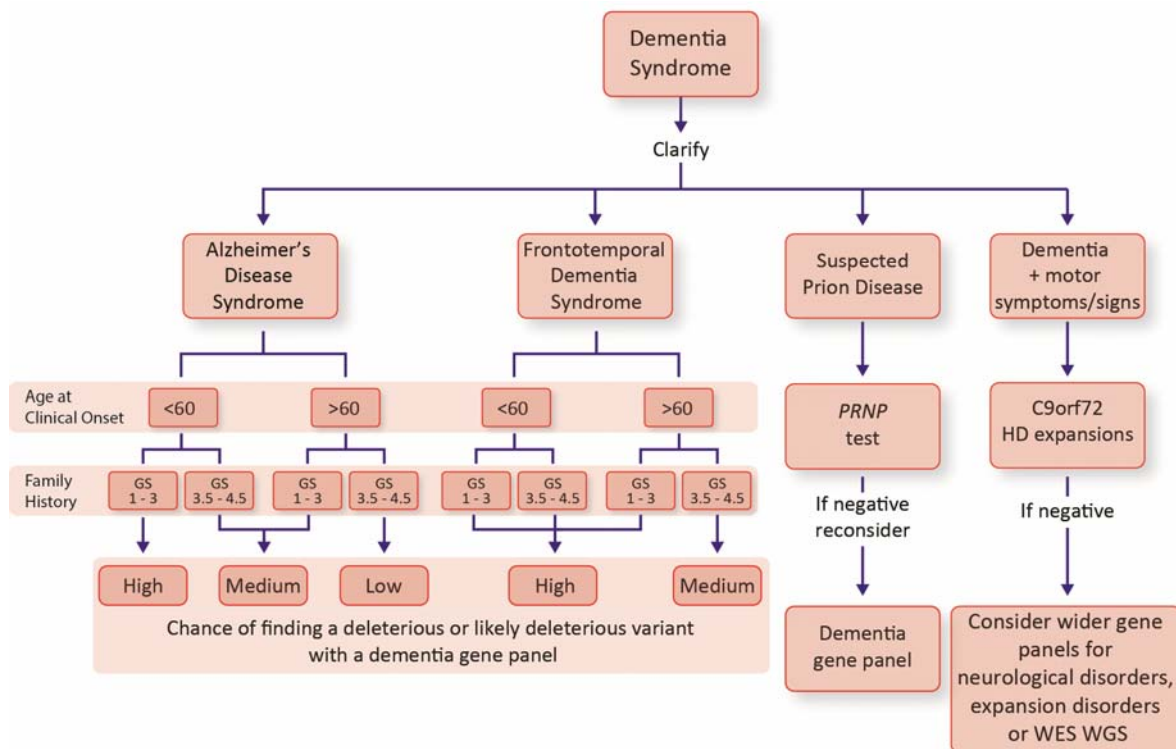 Dementia
Syndrome
Clarify
Alzheimer's
Disease
Syndrome
Frontotemporal
Dementia
Syndrome
Suspected
Prion Disease
Dementia
+ motor
symptoms/signs
Age at
Clinical Onset
<60
>60
<60
>60
PRNP
test
C9orf72
HD expansions
Family
History
GS
1 - 3
GS
3.5 - 4.5
GS
1 - 3
GS
3.5 - 4.5
GS
1 - 3
GS
3.5 - 4.5
GS
1 - 3
GS
3.5 - 4.5
If negative
reconsider
If negative
High
Medium
Low
High
Medium
Chance of finding a deleterious or likely deleterious variant
with a dementia gene panel
Dementia
gene panel
Consider wider gene
panels for
neurological disorders,
expansion disorders
or WES WGS